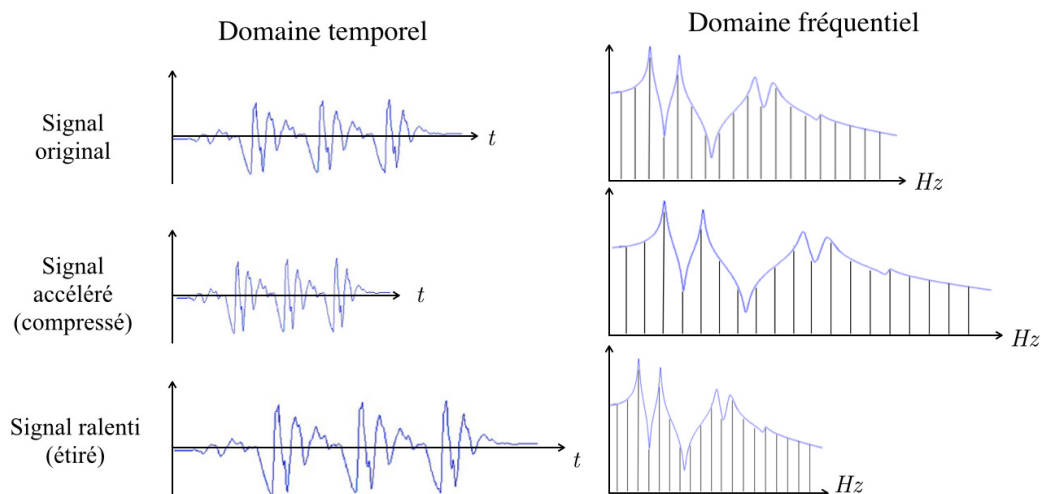 Domaine temporel
Domaine fréquentiel
Signal
original
t
Hz
Signal
accéléré
(compressé)
t
Hz
Signal ralenti
(étiré)
t
Hz